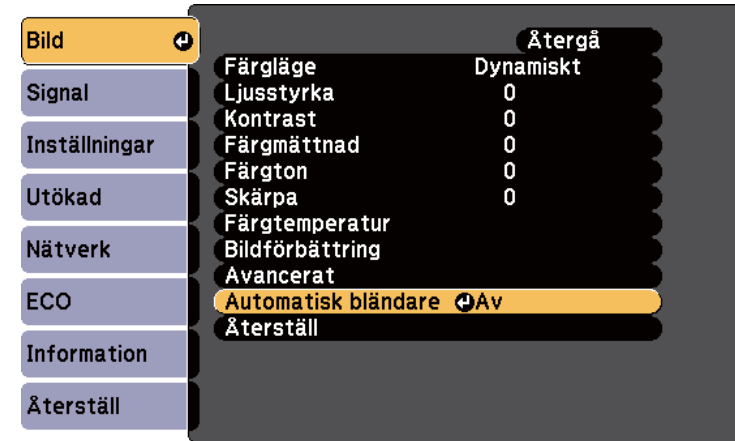 Bild
Signal
Inställningar
Utökad
Nätverk
ECO
Information
Återställ
Återgå
Färgläge Dynamiskt
Ljusstyrka 0
Kontrast 0
Färgmättnad 0
Färgton 0
Skärpa 0
Färgtemperatur
Bildförbättring
Avancerat
Automatisk bländare Av
Återställ